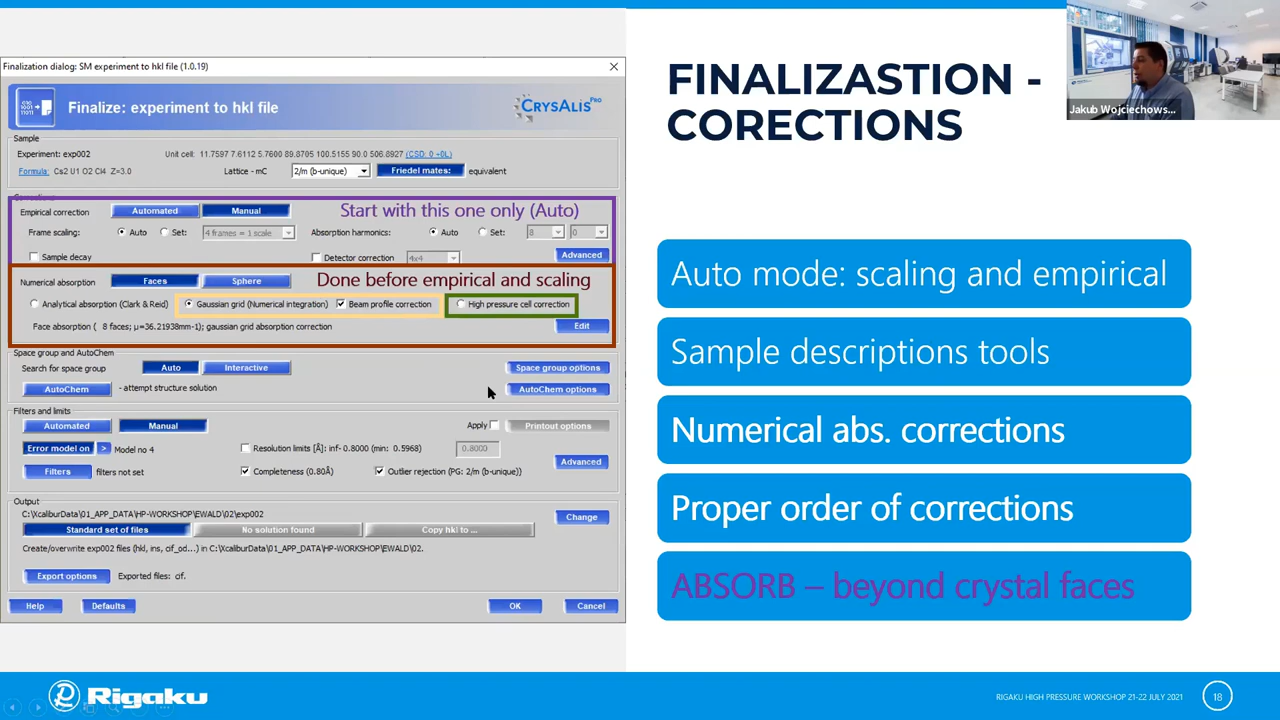 Finalization dialog: SM experiment to hkl file (1.0.19)
Finalize: experiment to hkl file
CRYSALIS PRO
Sample
Experiment: exp002 Unit cell: 11.7597 7.6112 5.7600 89.8705 100.5155 90.0 506.8927 (CSD: 0 +0L)
Formula: Cs2 U1 O2 Cl4 Z=3.0 Lattice - mC 2/m (b-unique) Friedel mates: equivalent
Corrections
Empirical correction Automated Manual Start with this one only (Auto)
Frame scaling: Auto Set: 4 frames = 1 scale Absorption harmonics: Auto Set: 8 0
Sample decay Detector correction 4x4 Advanced
Numerical absorption Faces Sphere Done before empirical and scaling
Analytical absorption (Clark & Reid) Gaussian grid (Numerical integration) Beam profile correction High pressure cell correction
Face absorption ( 8 faces; μ=36.21938mm-1); gaussian grid absorption correction Edit
Space group and AutoChem
Search for space group Auto Interactive Space group options
AutoChem - attempt structure solution AutoChem options
Filters and limits
Automated Manual Apply Printout options
Error model on > Model no 4 Resolution limits [Å]: inf- 0.8000 (min: 0.5968) 0.8000
Filters filters not set Completeness (0.80Å) Outlier rejection (PG: 2/m (b-unique)) Advanced
Output
C:\XcaliburData\01_APP_DATA\HP-WORKSHOP\EWALD\02\exp002 Change
Standard set of files No solution found Copy hkl to ...
Create/overwrite exp002 files (hkl, ins, cif_od...) in C:\XcaliburData\01_APP_DATA\HP-WORKSHOP\EWALD\02.
Export options Exported files: cif.
Help Defaults OK Cancel
FINALIZASTION -
CORECTIONS
Jakub Wojciechows...
Auto mode: scaling and empirical
Sample descriptions tools
Numerical abs. corrections
Proper order of corrections
ABSORB – beyond crystal faces
Rigaku
RIGAKU HIGH PRESSURE WORKSHOP 21-22 JULY 2021
18